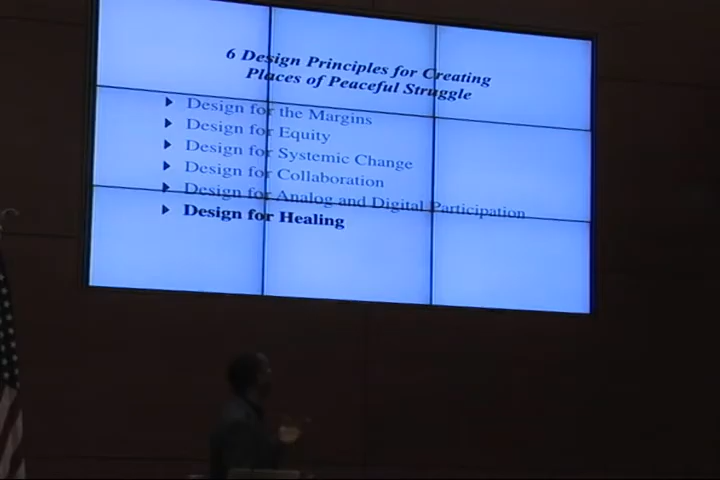 6 Design Principles for Creating
Places of Peaceful Struggle
Design for the Margins
Design for Equity
Design for Systemic Change
Design for Collaboration
Design for Analog and Digital Participation
Design for Healing